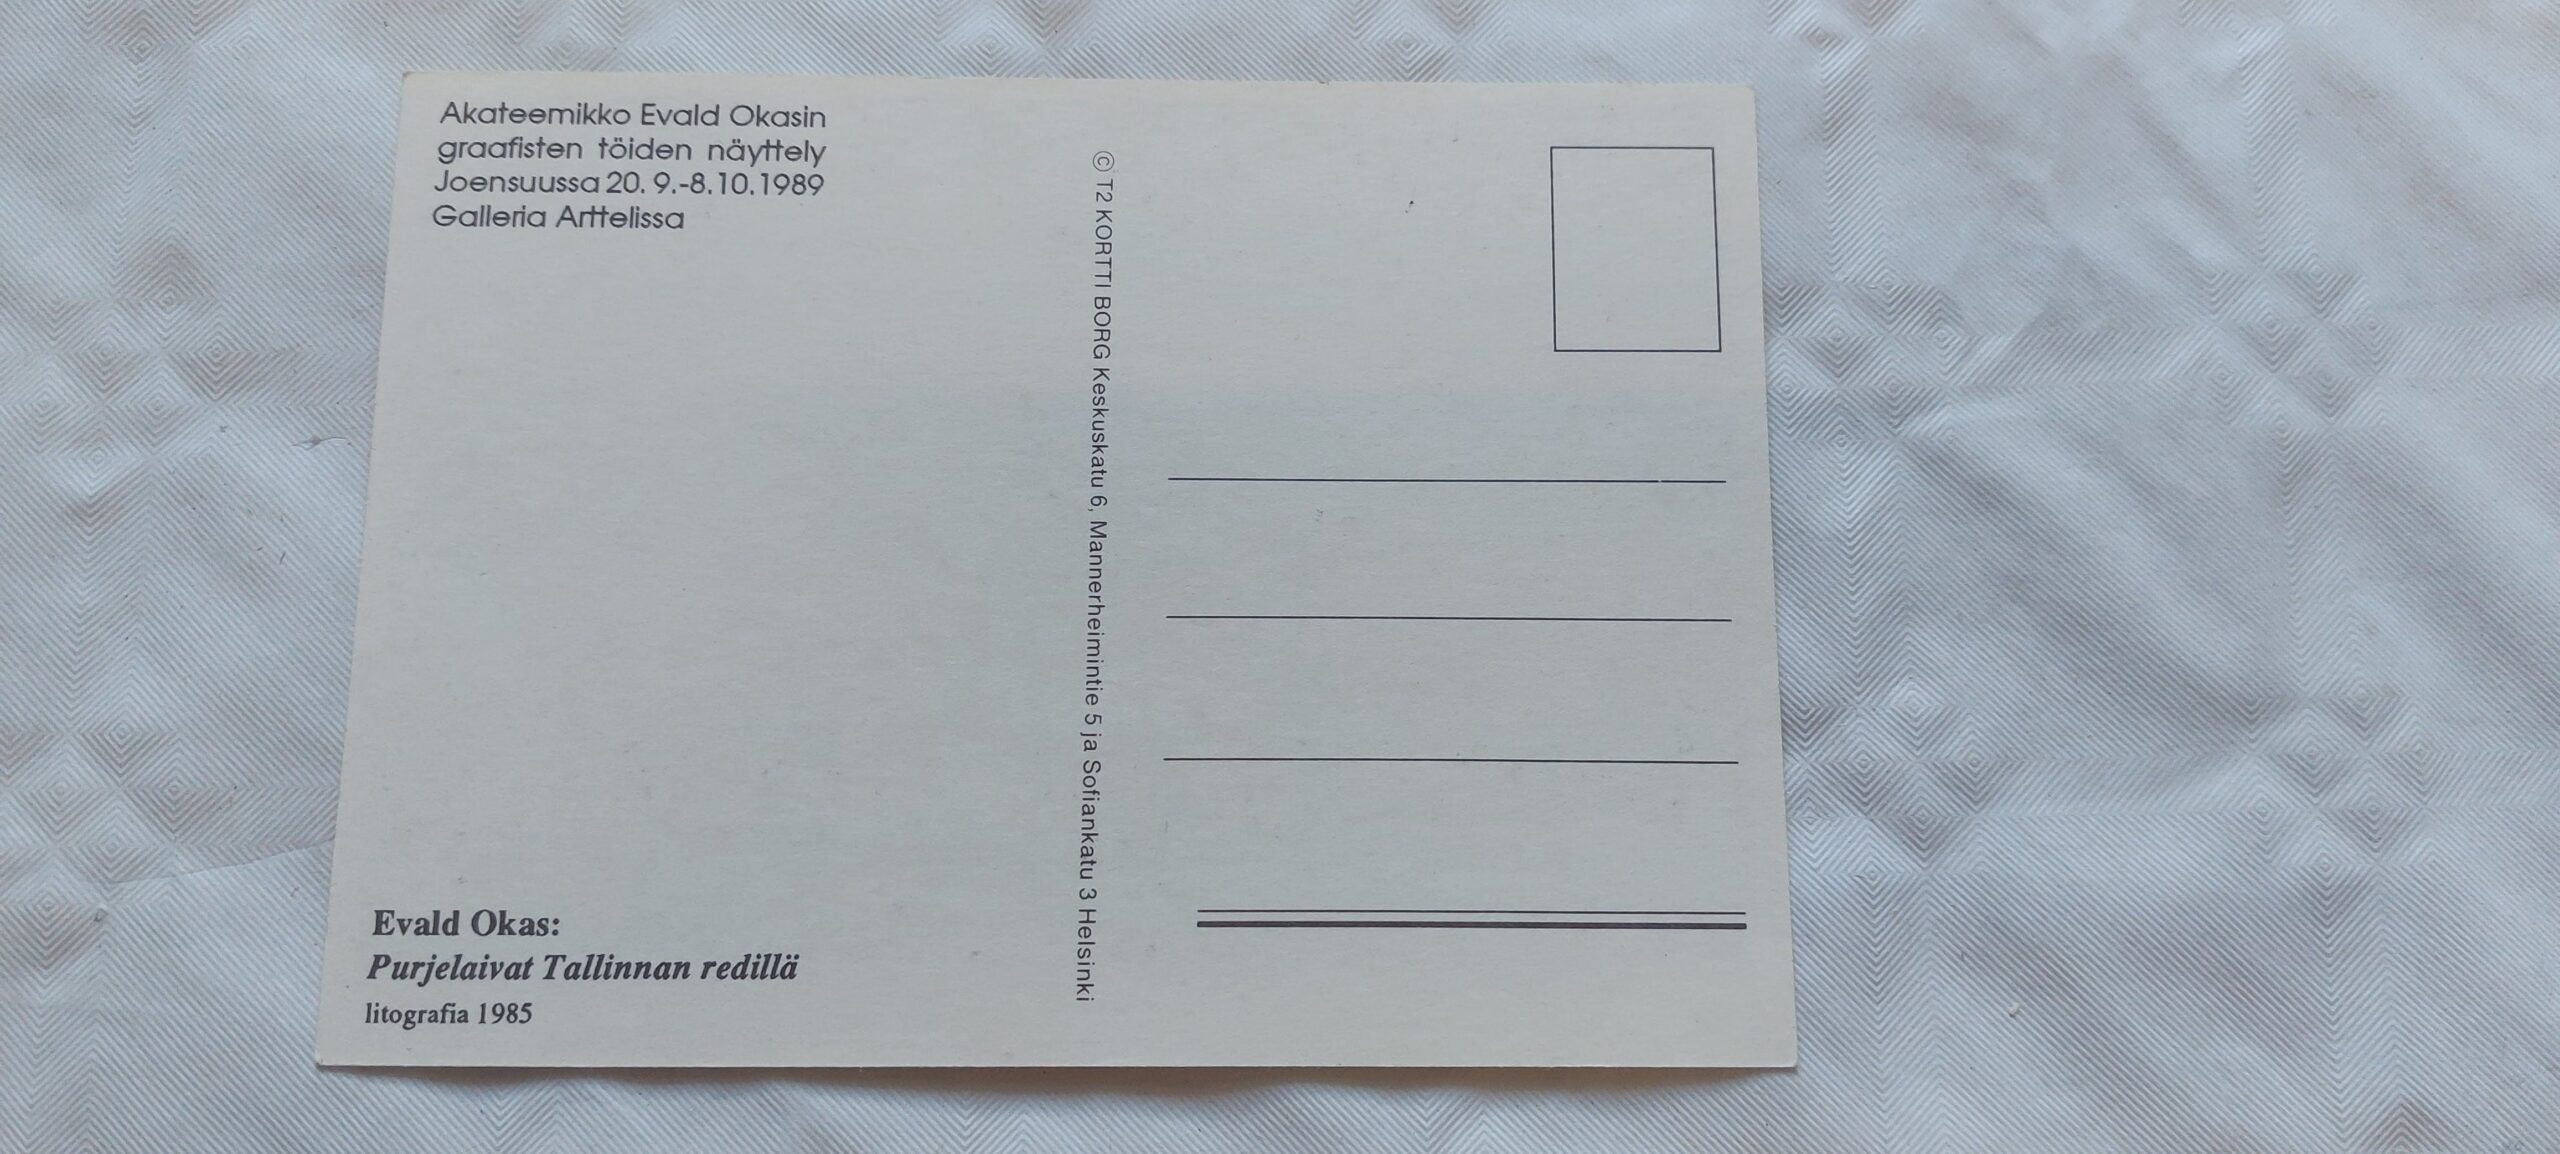 Akateemikko Evald Okasin
graafisten töiden näyttely
Joensuussa 20. 9.-8.10.1989
Galleria Arttelissa
Evald Okas:
Purjelaivat Tallinnan redillä
litografia 1985
© T2 KORTTI BORG Keskuskatu 6, Mannerheimintie 5 ja Sofiankatu 3 Helsinki